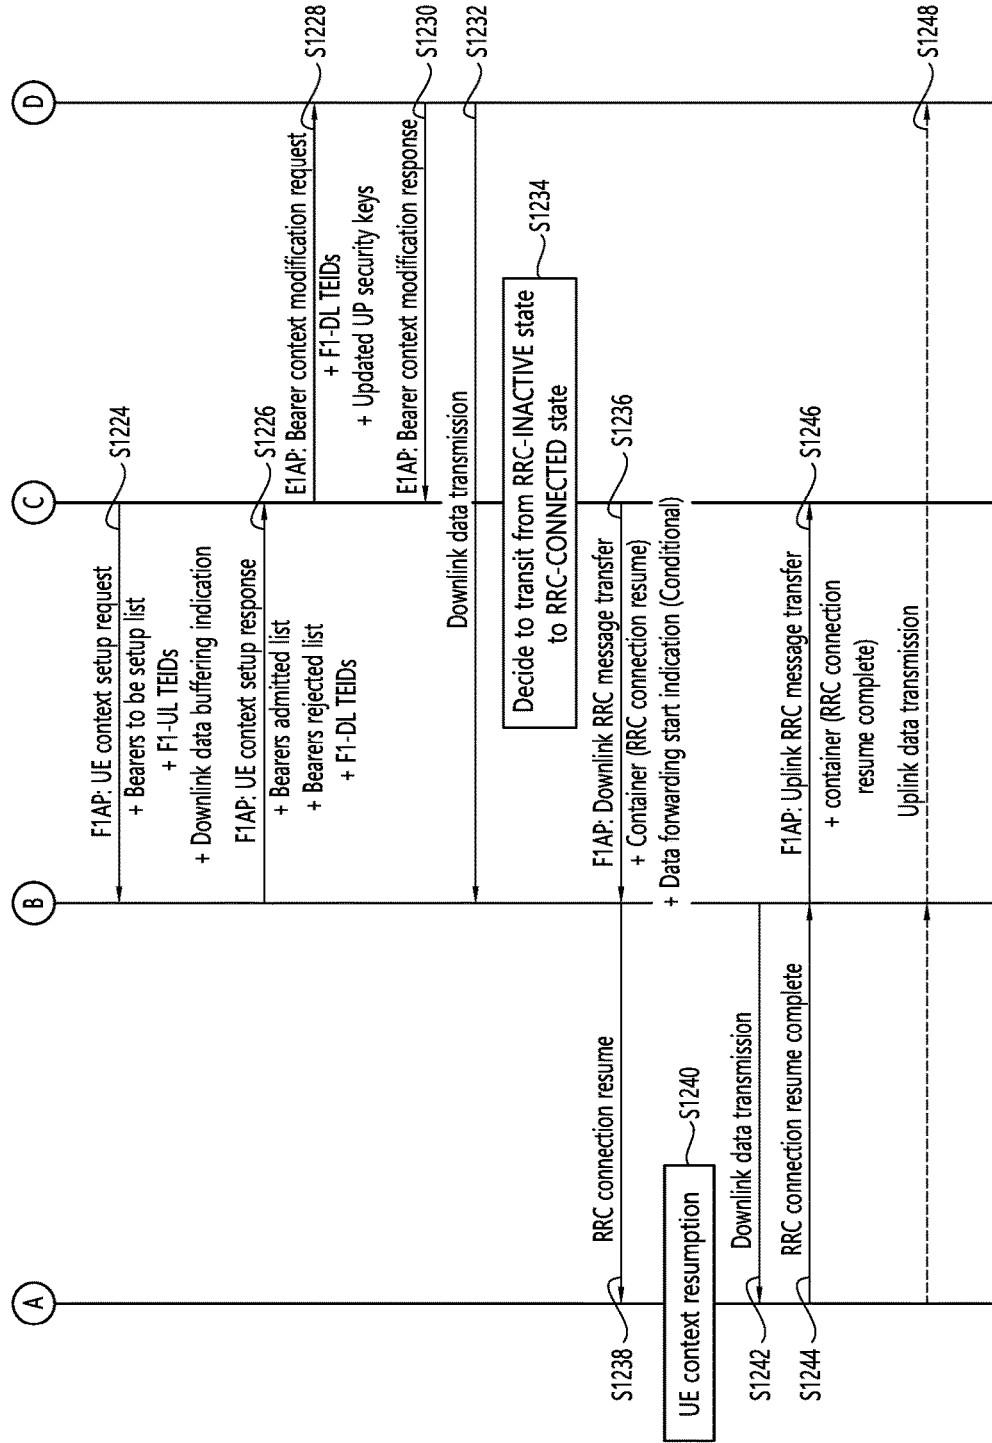 A
B
C
D
F1AP: UE context setup request
+ Bearers to be setup list
+ F1-UL TEIDs
+ Downlink data buffering indication
S1224
F1AP: UE context setup response
+ Bearers admitted list
+ Bearers rejected list
+ F1-DL TEIDs
S1226
E1AP: Bearer context modification request
+ F1-DL TEIDs
+ Updated UP security keys
S1228
E1AP: Bearer context modification response
S1230
Downlink data transmission
S1232
Decide to transit from RRC-INACTIVE state
to RRC-CONNECTED state
S1234
F1AP: Downlink RRC message transfer
+ Container (RRC connection resume)
+ Data forwarding start indication (Conditional)
S1236
RRC connection resume
S1238
UE context resumption
S1240
Downlink data transmission
S1242
RRC connection resume complete
S1244
F1AP: Uplink RRC message transfer
+ container (RRC connection
resume complete)
S1246
Uplink data transmission
S1248